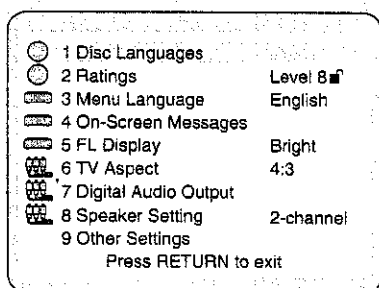 1 Disc Languages
2 Ratings Level 8
3 Menu Language English
4 On-Screen Messages
5 FL Display Bright
6 TV Aspect 4:3
7 Digital Audio Output
8 Speaker Setting 2-channel
9 Other Settings
Press RETURN to exit